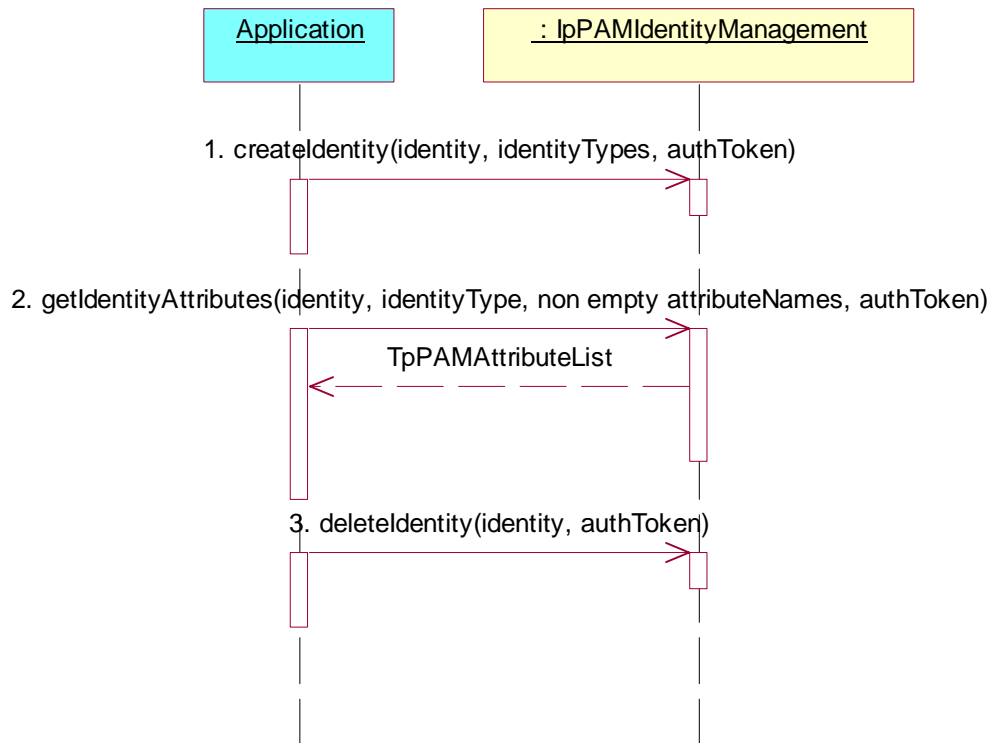 Application
: IpPAMIdentityManagement
1. createIdentity(identity, identityTypes, authToken)
2. getIdentityAttributes(identity, identityType, non empty attributeNames, authToken)
TpPAMAttributeList
3. deleteIdentity(identity, authToken)